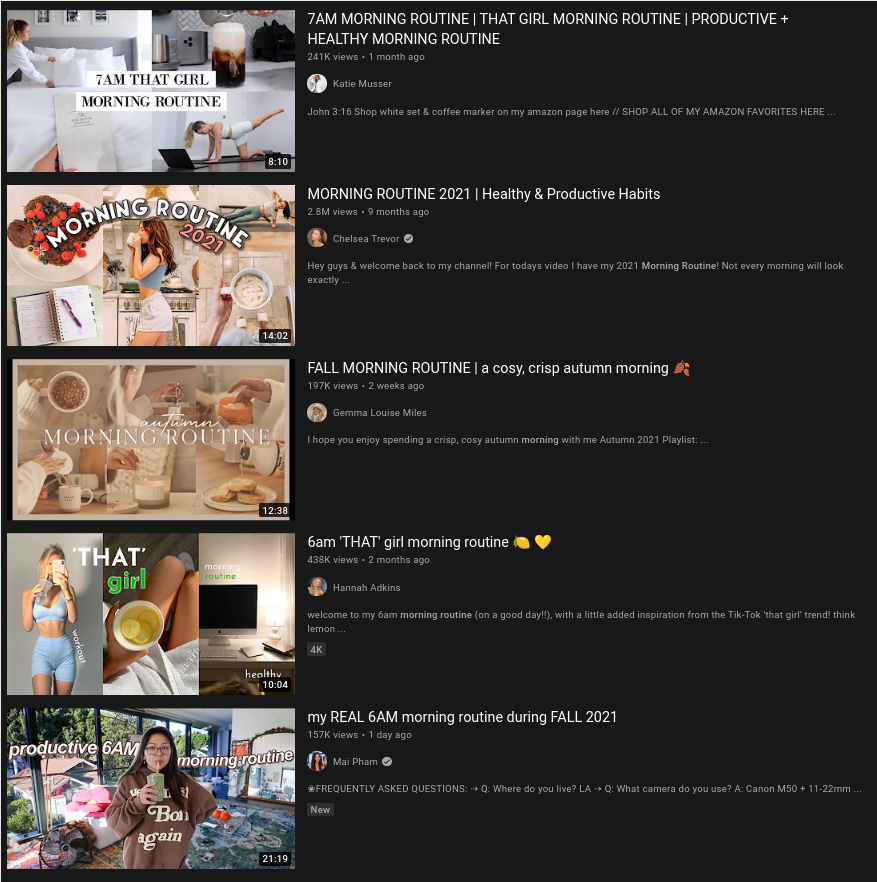 7AM THAT GIRL
MORNING ROUTINE
8:10
7AM MORNING ROUTINE | THAT GIRL MORNING ROUTINE | PRODUCTIVE +
HEALTHY MORNING ROUTINE
241K views • 1 month ago
Katie Musser
John 3:16 Shop white set & coffee marker on my amazon page here // SHOP ALL OF MY AMAZON FAVORITES HERE ...
MORNING ROUTINE
2021
14:02
MORNING ROUTINE 2021 | Healthy & Productive Habits
2.8M views • 9 months ago
Chelsea Trevor
Hey guys & welcome back to my channel! For todays video I have my 2021 Morning Routine! Not every morning will look
exactly ...
autumn
MORNING ROUTINE
12:38
FALL MORNING ROUTINE | a cosy, crisp autumn morning 🍂
197K views • 2 weeks ago
Gemma Louise Miles
I hope you enjoy spending a crisp, cosy autumn morning with me Autumn 2021 Playlist: ...
'THAT'
girl
morning
routine
workout
healthy
10:04
6am 'THAT' girl morning routine 🍋 💛
438K views • 2 months ago
Hannah Adkins
welcome to my 6am morning routine (on a good day!!), with a little added inspiration from the Tik-Tok 'that girl' trend! think
lemon ...
4K
productive 6AM
morning routine
Born
again
21:19
my REAL 6AM morning routine during FALL 2021
157K views • 1 day ago
Mai Pham
❀FREQUENTLY ASKED QUESTIONS: ⇢ Q: Where do you live? LA ⇢ Q: What camera do you use? A: Canon M50 + 11-22mm ...
New